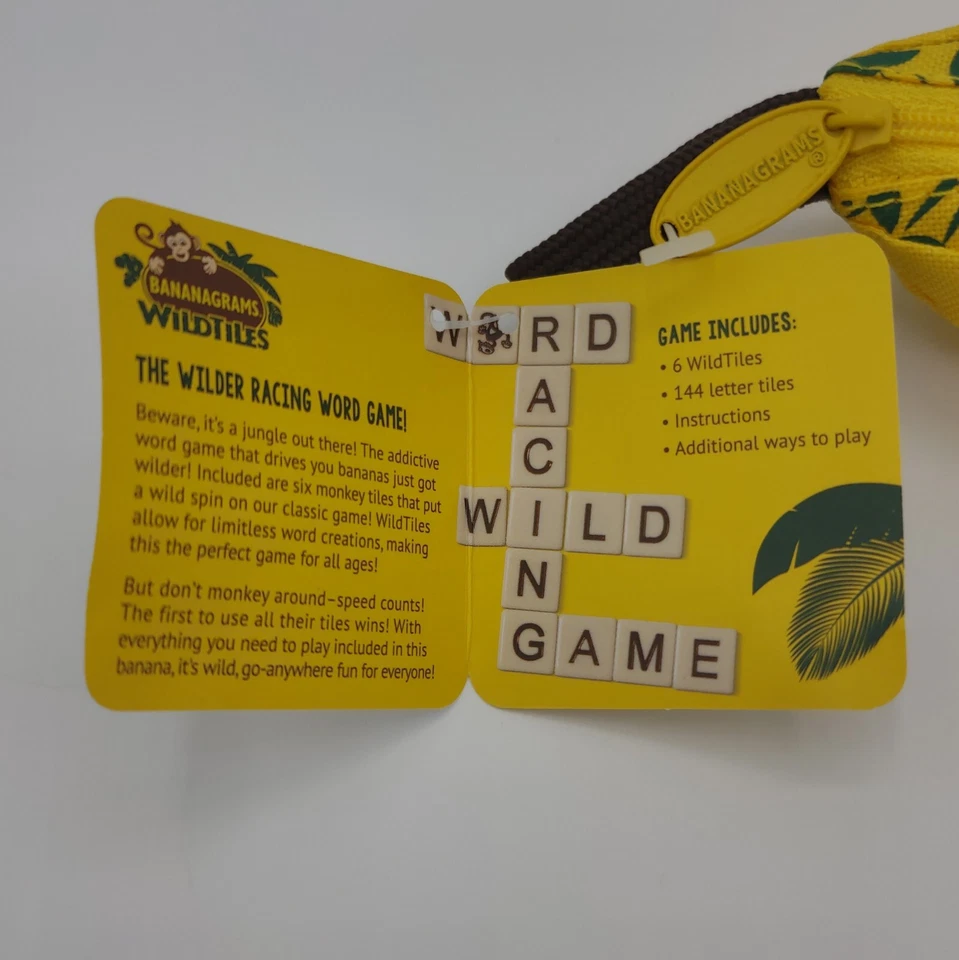 BANANAGRAMS®
BANANAGRAMS
WILDTILES
THE WILDER RACING WORD GAME!
Beware, it's a jungle out there! The addictive
word game that drives you bananas just got
wilder! Included are six monkey tiles that put
a wild spin on our classic game! WildTiles
allow for limitless word creations, making
this the perfect game for all ages!
But don't monkey around–speed counts!
The first to use all their tiles wins! With
everything you need to play included in this
banana, it's wild, go-anywhere fun for everyone!
W RD
A
C
WILD
N
GAME
GAME INCLUDES:
• 6 WildTiles
• 144 letter tiles
• Instructions
• Additional ways to play